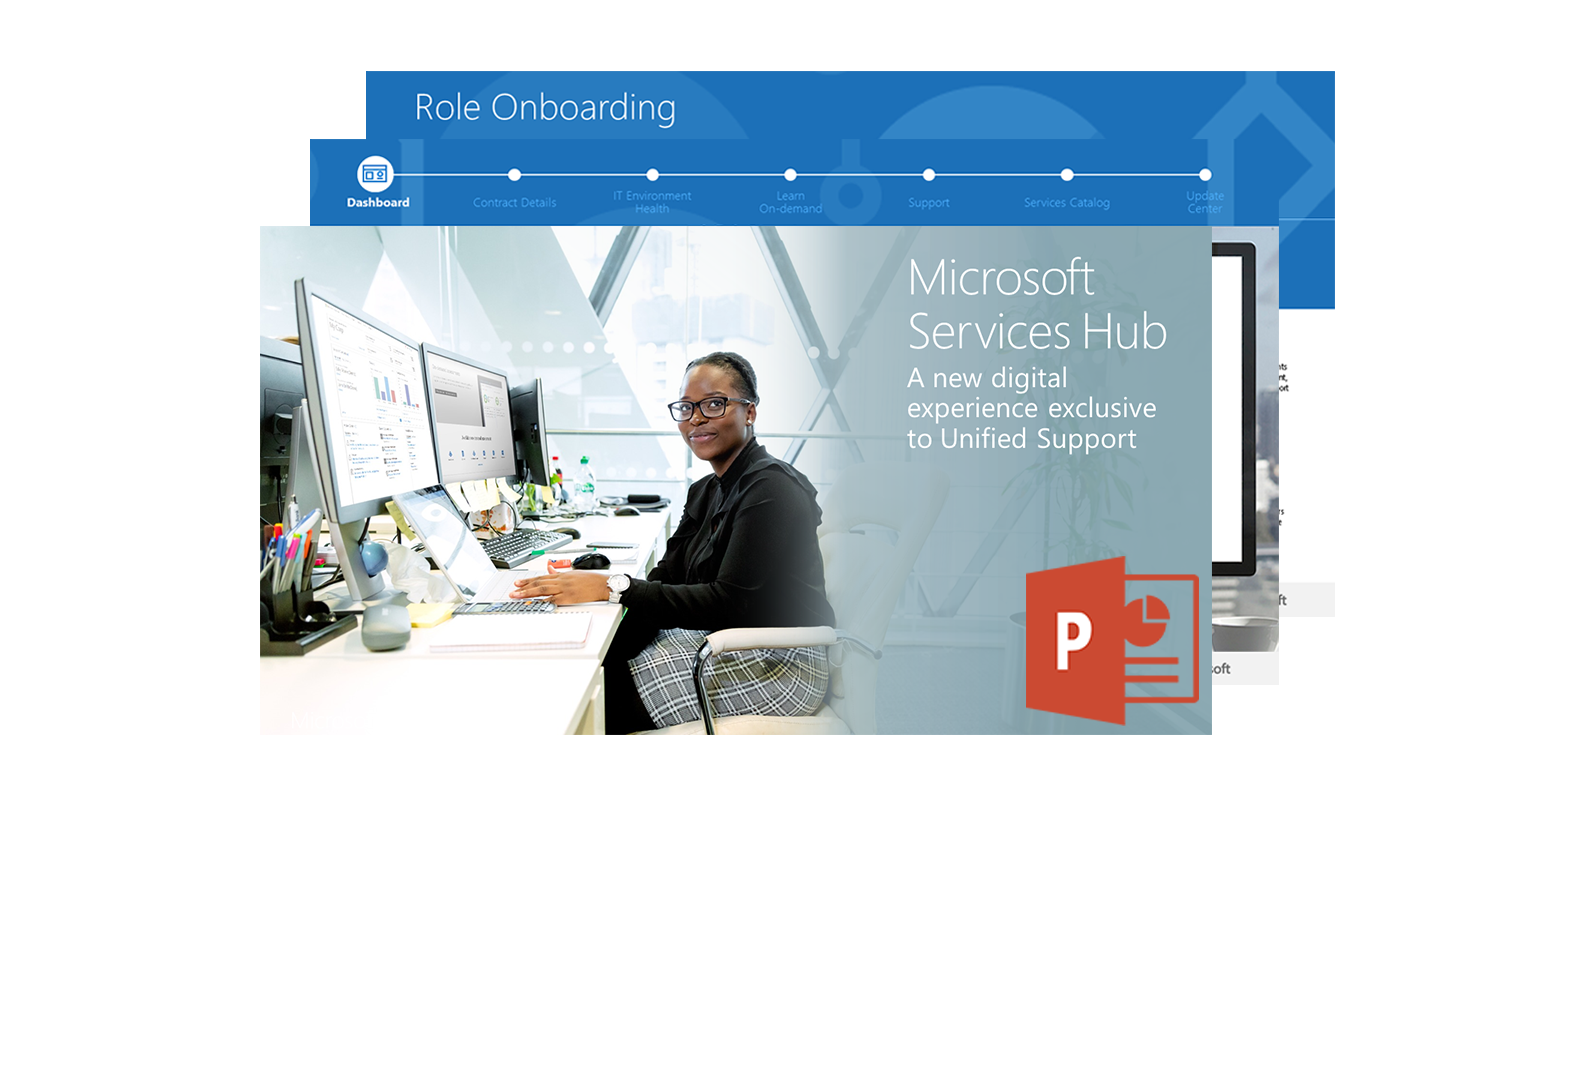 Role Onboarding
Dashboard
Contract Details
IT Environment
Health
Learn
On-demand
Support
Services Catalog
Update
Center
Microsoft
Services Hub
A new digital
experience exclusive
to Unified Support
P